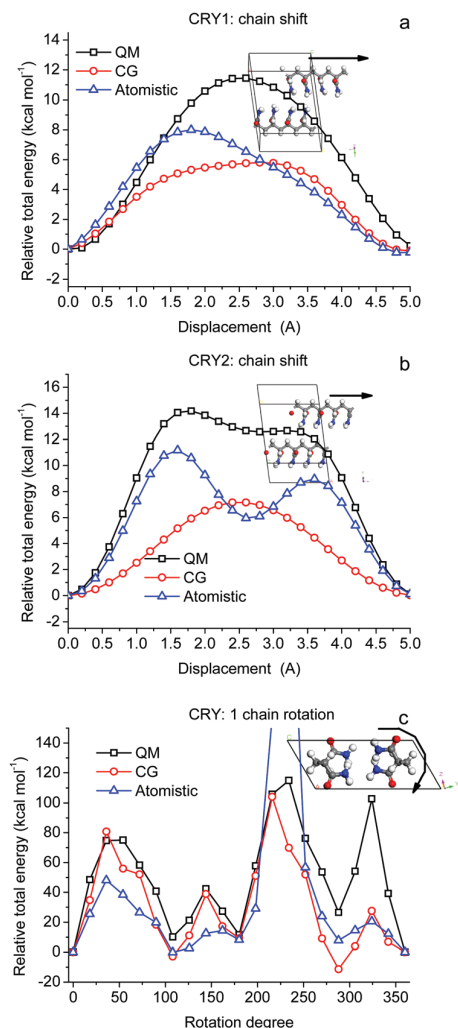 CRY1: chain shift
a
QM
CG
Atomistic
14
12
10
8
6
4
2
0
-2
Relative total energy (kcal mol⁻¹)
0.0 0.5 1.0 1.5 2.0 2.5 3.0 3.5 4.0 4.5 5.0
Displacement (A)
CRY2: chain shift
b
16
14
12
10
8
6
4
2
0
-2
Relative total energy (kcal mol⁻¹)
QM
CG
Atomistic
0.0 0.5 1.0 1.5 2.0 2.5 3.0 3.5 4.0 4.5 5.0
Displacement (A)
CRY: 1 chain rotation
c
QM
CG
Atomistic
140
120
100
80
60
40
20
0
-20
Relative total energy (kcal mol⁻¹)
0 50 100 150 200 250 300 350
Rotation degree